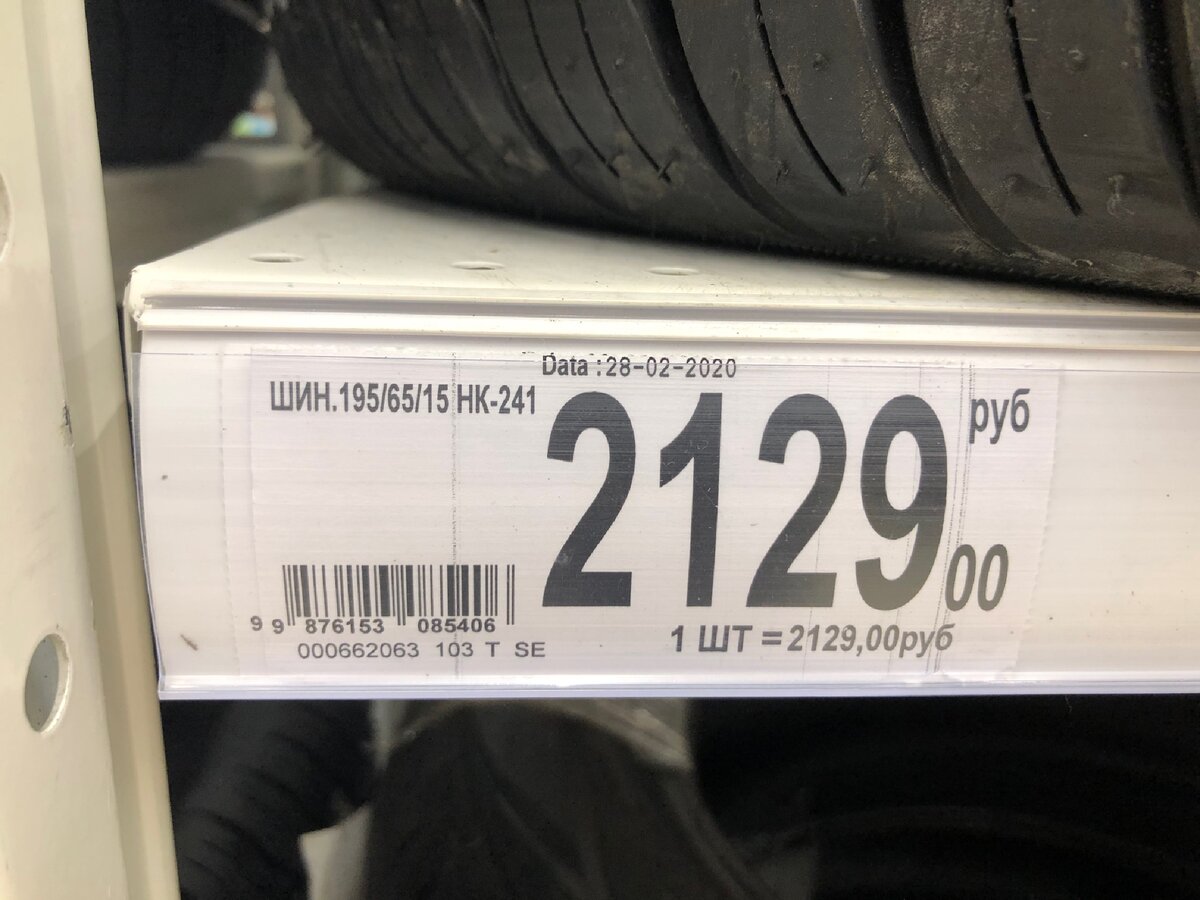 Data :28-02-2020
ШИН.195/65/15 НК-241
2129 00 руб
9 9 876153 085406
1 ШТ =2129,00руб
000662063 103 T SE